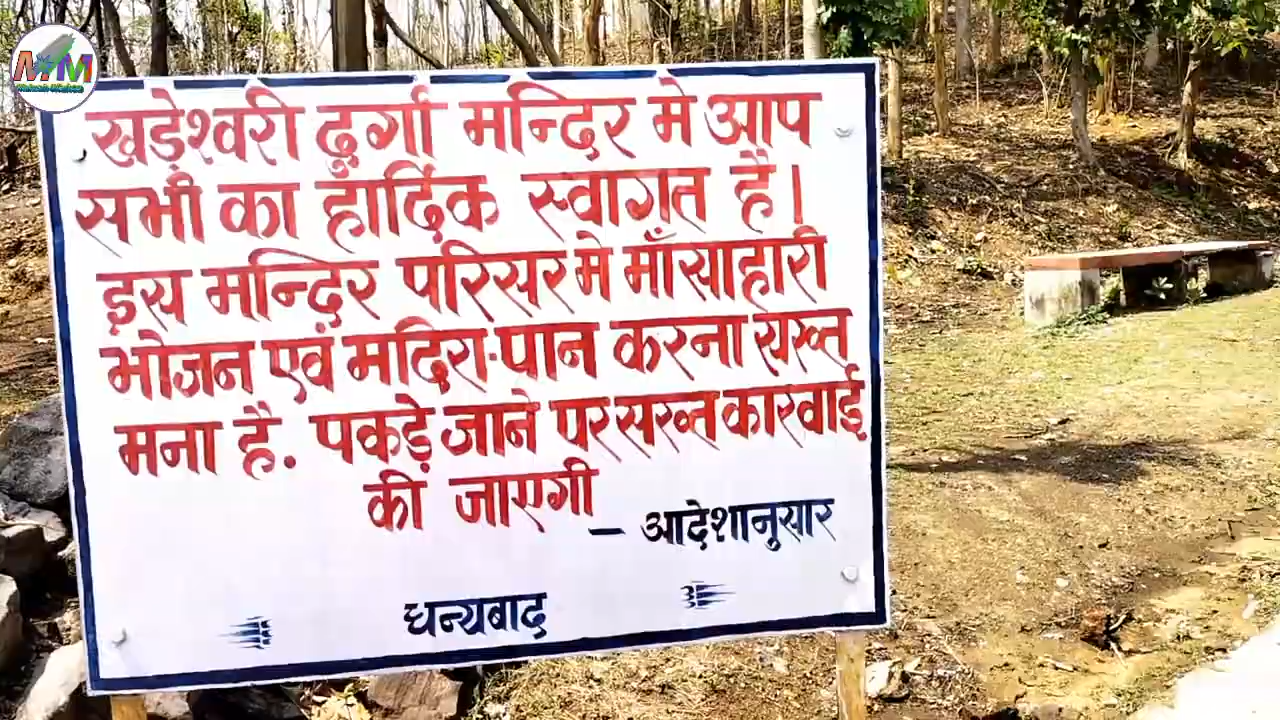 खड़ेश्वरी दुर्गा मन्दिर मे आप
सभी का हार्दिक स्वागत है।
इस मन्दिर परिसर मे माँसाहारी
भोजन एवं मदिरा-पान करना सख्त
मना है. पकड़े जाने पर सख्त कारवाई
की जाएगी
– आदेशानुसार
धन्यबाद